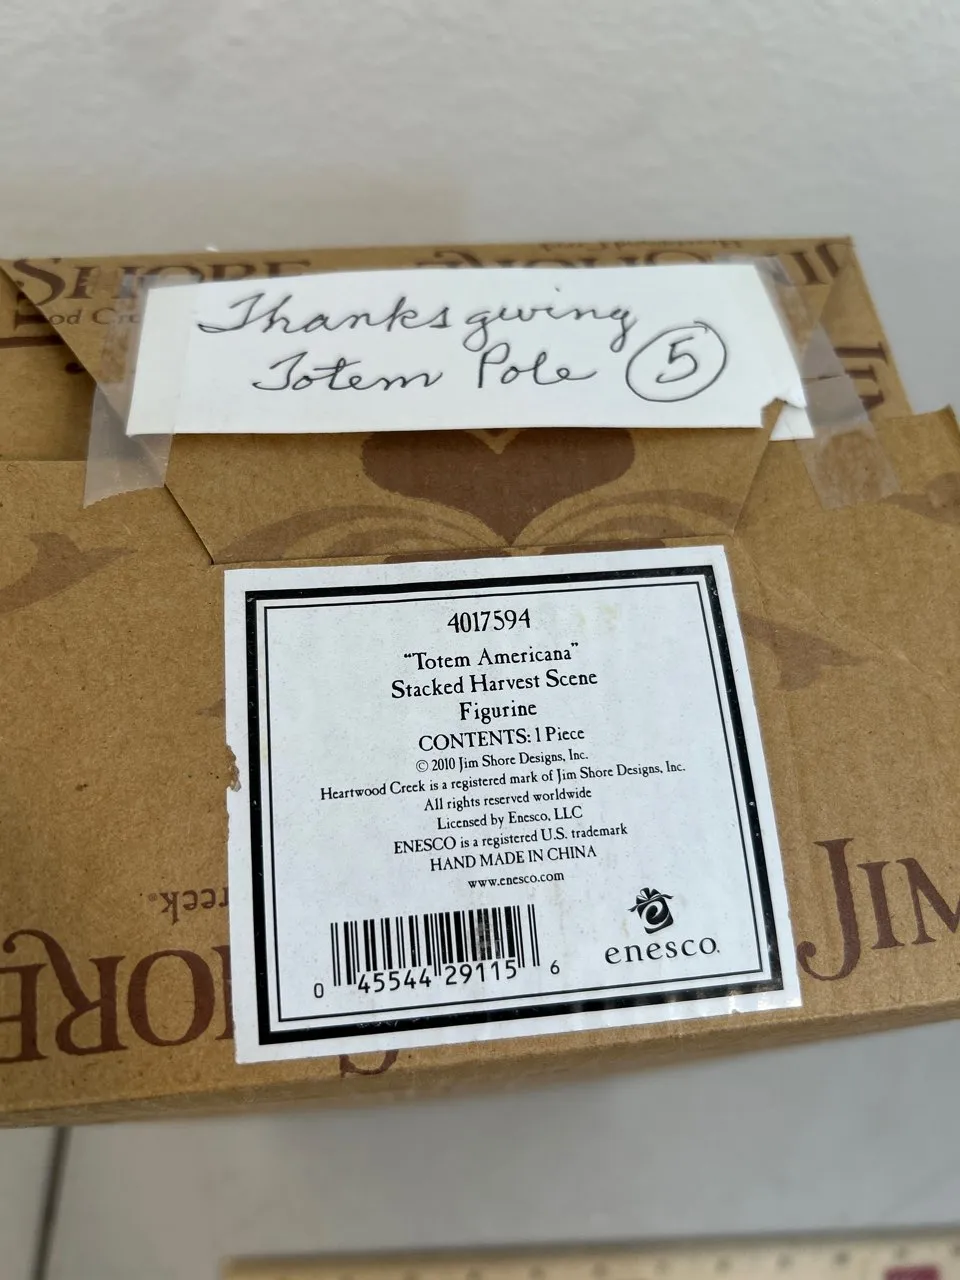 SHORE
Thanksgiving
Totem Pole 5
4017594
"Totem Americana"
Stacked Harvest Scene
Figurine
CONTENTS: 1 Piece
© 2010 Jim Shore Designs, Inc.
Heartwood Creek is a registered mark of Jim Shore Designs, Inc.
All rights reserved worldwide
Licensed by Enesco, LLC
ENESCO is a registered U.S. trademark
HAND MADE IN CHINA
www.enesco.com
0 45544 29115 6
enesco.
reek®
JIM
HORE